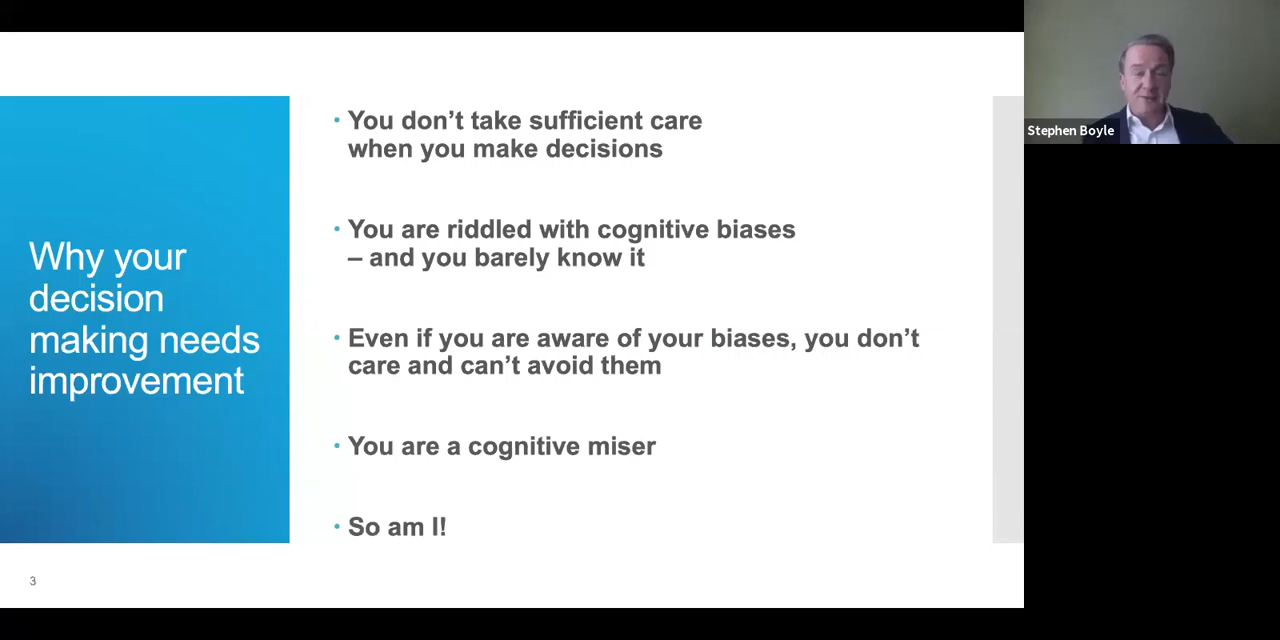 Why your
decision
making needs
improvement
• You don’t take sufficient care
when you make decisions
• You are riddled with cognitive biases
– and you barely know it
• Even if you are aware of your biases, you don’t
care and can’t avoid them
• You are a cognitive miser
• So am I!
3
Stephen Boyle